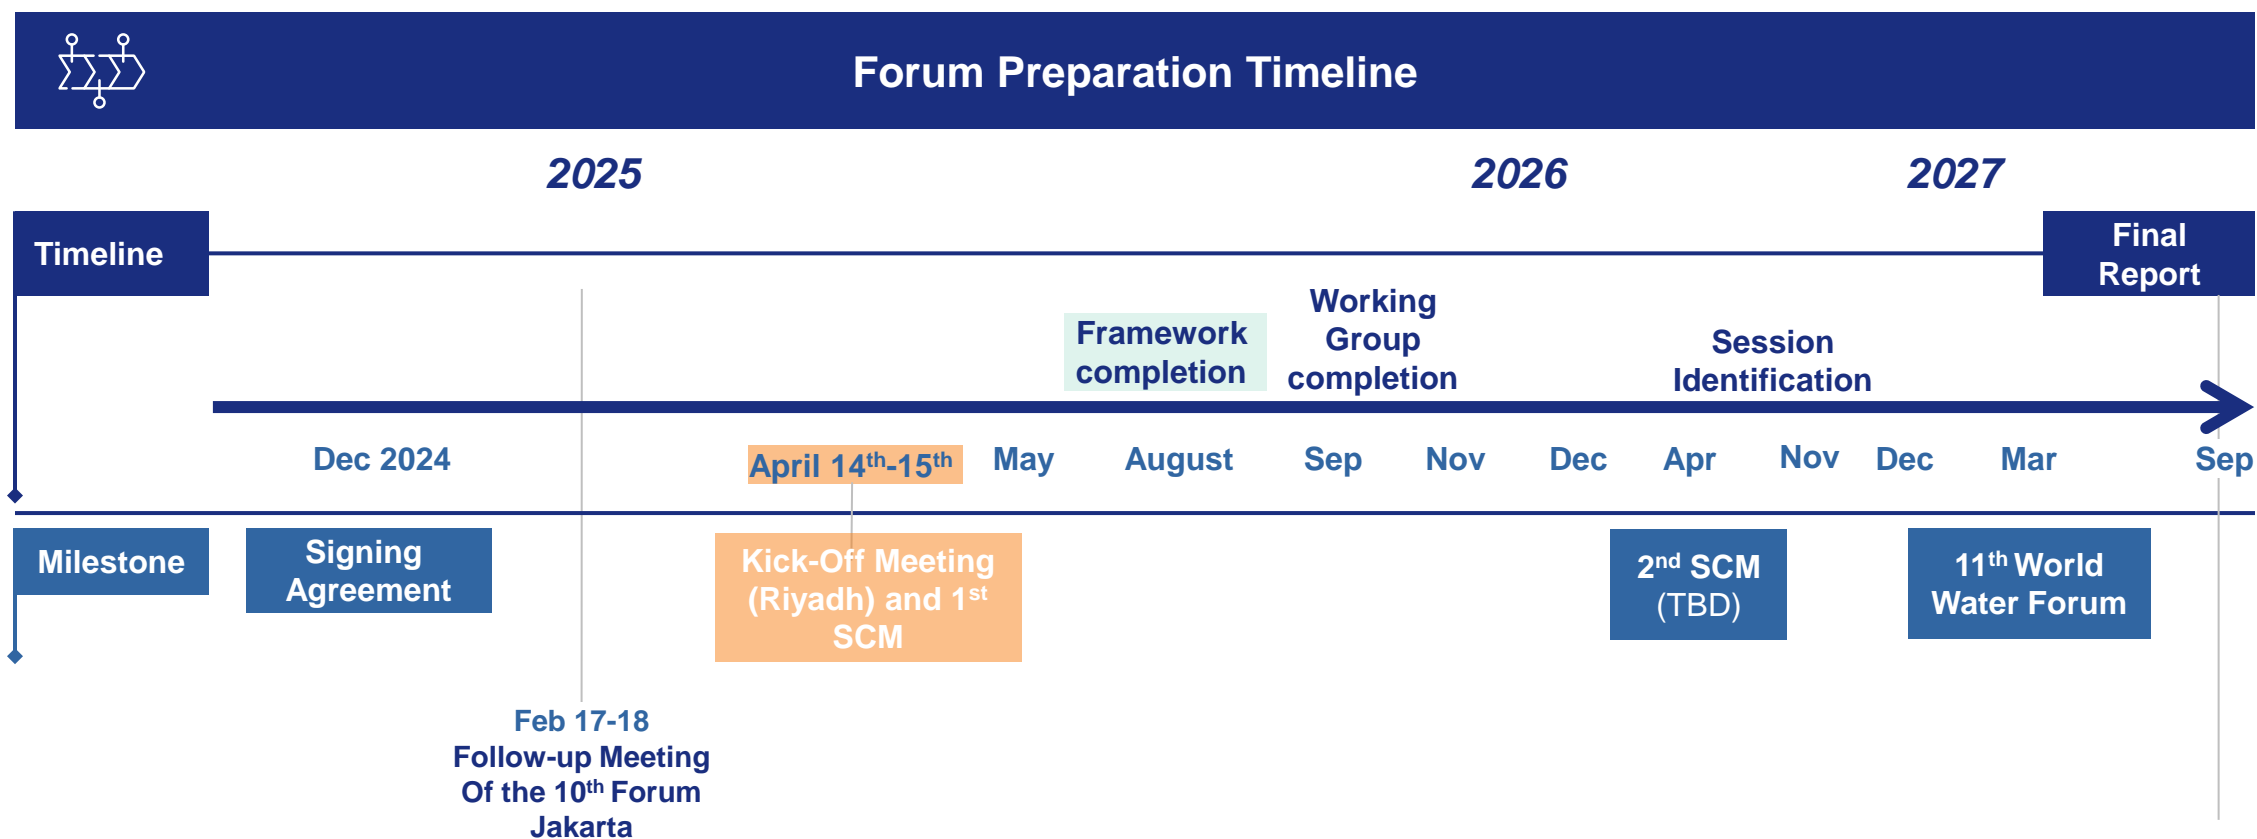 Forum Preparation Timeline
2025
2026
2027
Timeline
Final
Report
Framework
completion
Working
Group
completion
Session
Identification
Dec 2024
April 14th-15th
May
August
Sep
Nov
Dec
Apr
Nov
Dec
Mar
Sep
Milestone
Signing
Agreement
Kick-Off Meeting
(Riyadh) and 1st
SCM
2nd SCM
(TBD)
11th World
Water Forum
Feb 17-18
Follow-up Meeting
Of the 10th Forum
Jakarta